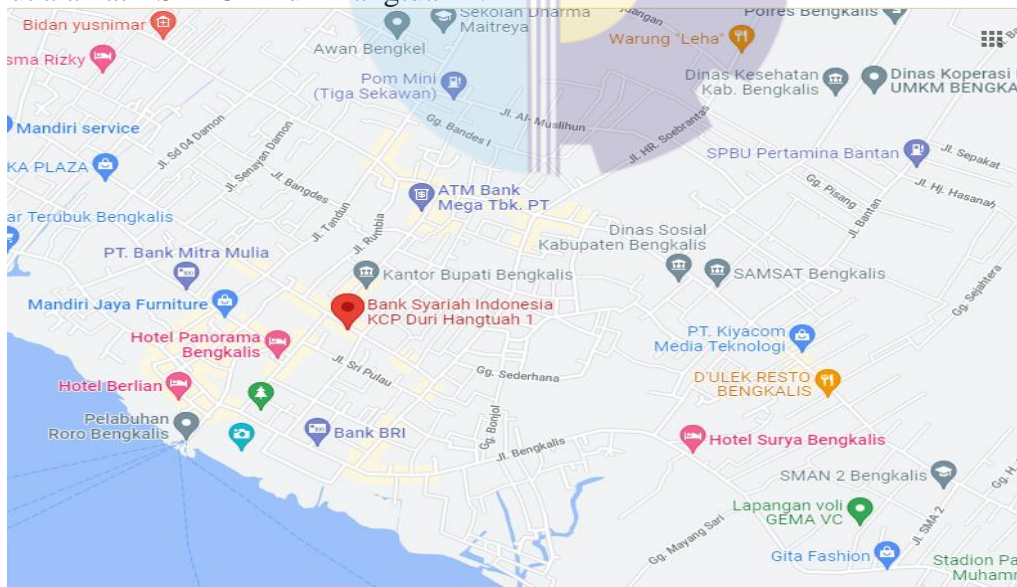 Bidan yusnimar
Sekolah Dharma
Maitreya
Polres Bengkalis
Awan Bengkel
Warung "Leha"
sma Rizky
Pom Mini
(Tiga Sekawan)
Dinas Kesehatan
Kab. Bengkalis
Dinas Koperasi
UMKM BENGKA
Gg. Bandes I
Jl. Al- Muslihun
Jl. HR. Soebrantas
Mandiri service
Jl. Sd 04 Damon
Jl. Senayan Damon
KA PLAZA
SPBU Pertamina Bantan
Jl. Sepakat
Jl. Bangdes
ATM Bank
Mega Tbk. PT
Gg. Pisang
Jl. Hj. Hasanah
Jl. Bantan
ar Terubuk Bengkalis
Jl. Tandun
Jl. Rumbia
Dinas Sosial
Kabupaten Bengkalis
PT. Bank Mitra Mulia
Kantor Bupati Bengkalis
SAMSAT Bengkalis
Gg. Sejahtera
Mandiri Jaya Furniture
Bank Syariah Indonesia
KCP Duri Hangtuah 1
Hotel Panorama
Bengkalis
PT. Kiyacom
Media Teknologi
Jl. Sri Pulau
Gg. Sederhana
D'ULEK RESTO
BENGKALIS
Hotel Berlian
Pelabuhan
Roro Bengkalis
Bank BRI
Gg. Bonjol
Jl. Bengkalis
Hotel Surya Bengkalis
SMAN 2 Bengkalis
Gg. H.
Lapangan voli
GEMA VC
Jl. SMA 2
Gg. Mayang Sari
Gita Fashion
Stadion Pa
Muhamm